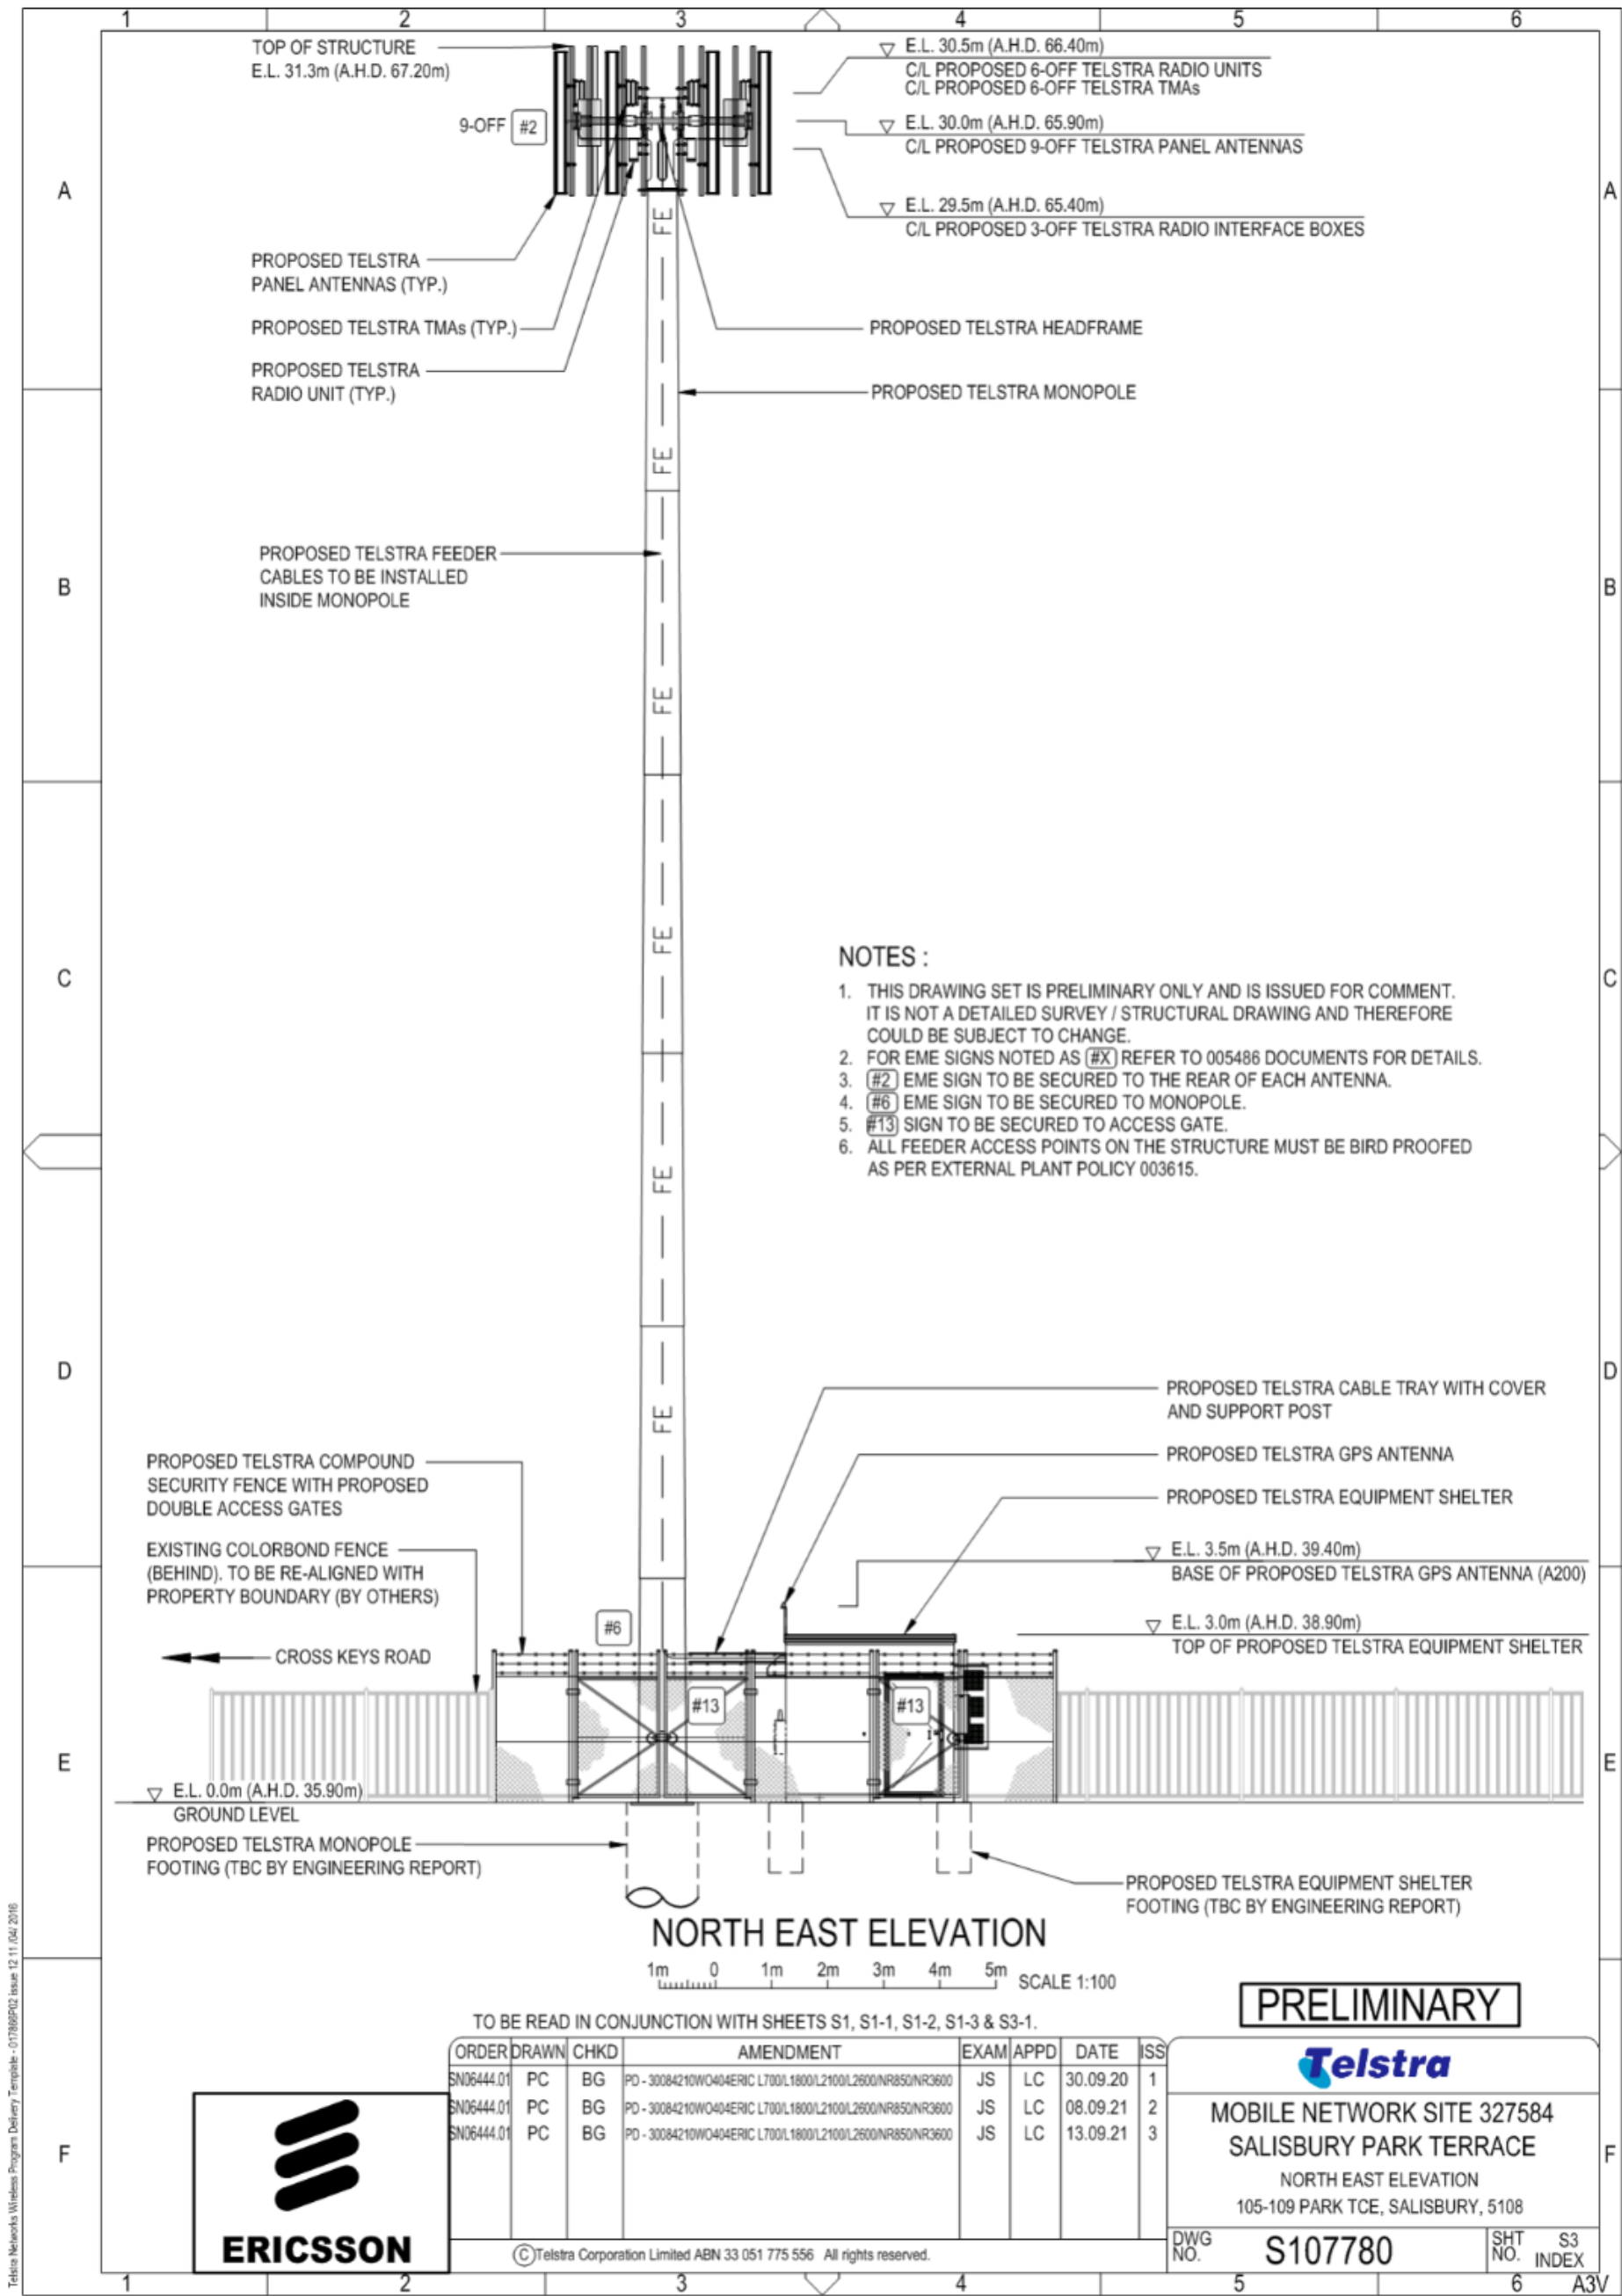 1 2 3 4 5 6
TOP OF STRUCTURE
E.L. 31.3m (A.H.D. 67.20m)
E.L. 30.5m (A.H.D. 66.40m)
C/L PROPOSED 6-OFF TELSTRA RADIO UNITS
C/L PROPOSED 6-OFF TELSTRA TMAs
9-OFF #2
E.L. 30.0m (A.H.D. 65.90m)
C/L PROPOSED 9-OFF TELSTRA PANEL ANTENNAS
A A
E.L. 29.5m (A.H.D. 65.40m)
C/L PROPOSED 3-OFF TELSTRA RADIO INTERFACE BOXES
FE
PROPOSED TELSTRA
PANEL ANTENNAS (TYP.)
PROPOSED TELSTRA TMAs (TYP.)
PROPOSED TELSTRA HEADFRAME
PROPOSED TELSTRA
RADIO UNIT (TYP.)
PROPOSED TELSTRA MONOPOLE
FE
PROPOSED TELSTRA FEEDER
CABLES TO BE INSTALLED
INSIDE MONOPOLE
B B
FE
FE
NOTES :
1. THIS DRAWING SET IS PRELIMINARY ONLY AND IS ISSUED FOR COMMENT.
IT IS NOT A DETAILED SURVEY / STRUCTURAL DRAWING AND THEREFORE
COULD BE SUBJECT TO CHANGE.
2. FOR EME SIGNS NOTED AS #X REFER TO 005486 DOCUMENTS FOR DETAILS.
3. #2 EME SIGN TO BE SECURED TO THE REAR OF EACH ANTENNA.
4. #6 EME SIGN TO BE SECURED TO MONOPOLE.
5. #13 SIGN TO BE SECURED TO ACCESS GATE.
6. ALL FEEDER ACCESS POINTS ON THE STRUCTURE MUST BE BIRD PROOFED
AS PER EXTERNAL PLANT POLICY 003615.
C C
FE
D D
PROPOSED TELSTRA CABLE TRAY WITH COVER
AND SUPPORT POST
FE
PROPOSED TELSTRA GPS ANTENNA
PROPOSED TELSTRA COMPOUND
SECURITY FENCE WITH PROPOSED
DOUBLE ACCESS GATES
PROPOSED TELSTRA EQUIPMENT SHELTER
EXISTING COLORBOND FENCE
(BEHIND). TO BE RE-ALIGNED WITH
PROPERTY BOUNDARY (BY OTHERS)
E.L. 3.5m (A.H.D. 39.40m)
BASE OF PROPOSED TELSTRA GPS ANTENNA (A200)
#6
E.L. 3.0m (A.H.D. 38.90m)
TOP OF PROPOSED TELSTRA EQUIPMENT SHELTER
CROSS KEYS ROAD
#13 #13
E E
E.L. 0.0m (A.H.D. 35.90m)
GROUND LEVEL
PROPOSED TELSTRA MONOPOLE
FOOTING (TBC BY ENGINEERING REPORT)
PROPOSED TELSTRA EQUIPMENT SHELTER
FOOTING (TBC BY ENGINEERING REPORT)
NORTH EAST ELEVATION
1m 0 1m 2m 3m 4m 5m SCALE 1:100
PRELIMINARY
TO BE READ IN CONJUNCTION WITH SHEETS S1, S1-1, S1-2, S1-3 & S3-1.
ORDER DRAWN CHKD AMENDMENT EXAM APPD DATE ISS
SN06444.01 PC BG PD - 30084210WO404ERIC L700/L1800/L2100/L2600/NR850/NR3600 JS LC 30.09.20 1
SN06444.01 PC BG PD - 30084210WO404ERIC L700/L1800/L2100/L2600/NR850/NR3600 JS LC 08.09.21 2
SN06444.01 PC BG PD - 30084210WO404ERIC L700/L1800/L2100/L2600/NR850/NR3600 JS LC 13.09.21 3
Telstra
MOBILE NETWORK SITE 327584
SALISBURY PARK TERRACE
NORTH EAST ELEVATION
105-109 PARK TCE, SALISBURY, 5108
F F
ERICSSON
©Telstra Corporation Limited ABN 33 051 775 556 All rights reserved.
DWG NO. S107780
SHT NO. S3 INDEX
1 2 3 4 5 6 A3V
Telstra Networks Wireless Program Delivery Template - 017866P02 issue 12 11 /04/ 2016